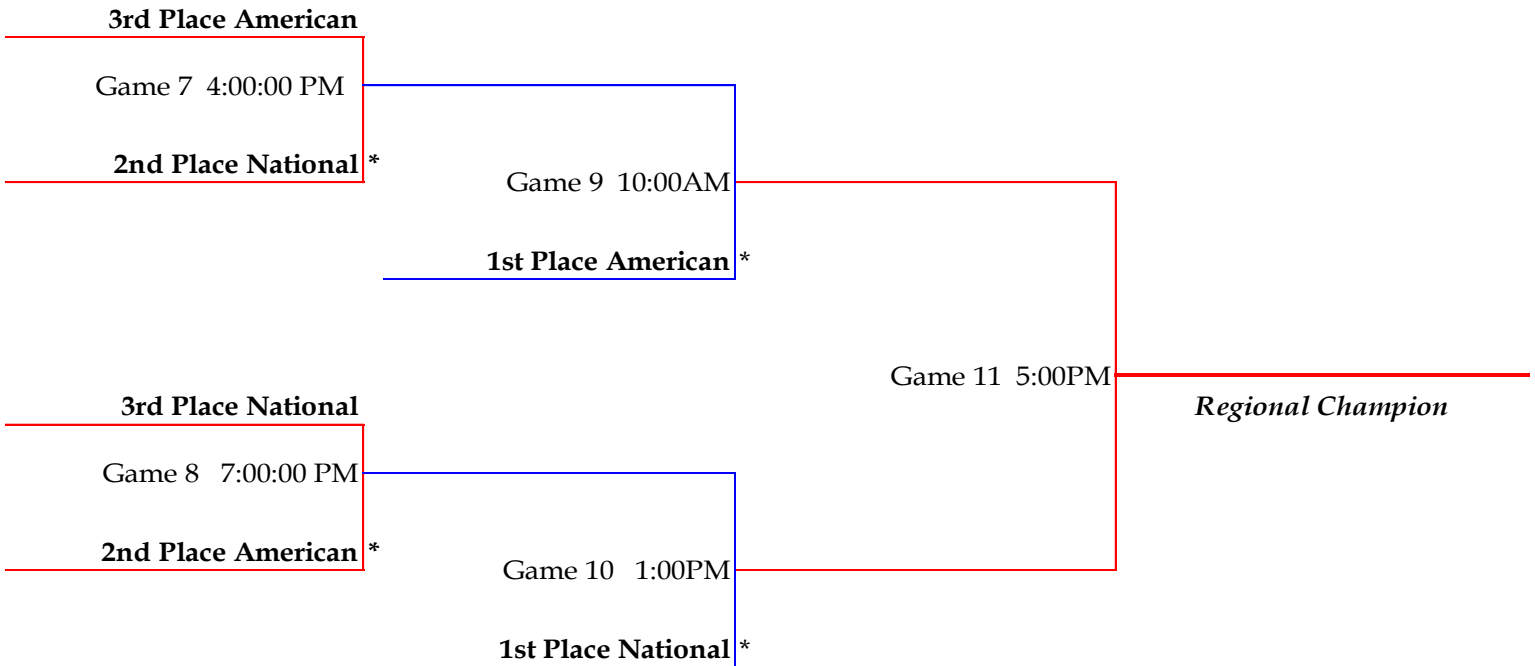 3rd Place American
Game 7  4:00:00 PM
2nd Place National *
Game 9  10:00AM
1st Place American *
Game 11  5:00PM
Regional Champion
3rd Place National
Game 8  7:00:00 PM
2nd Place American *
Game 10  1:00PM
1st Place National *